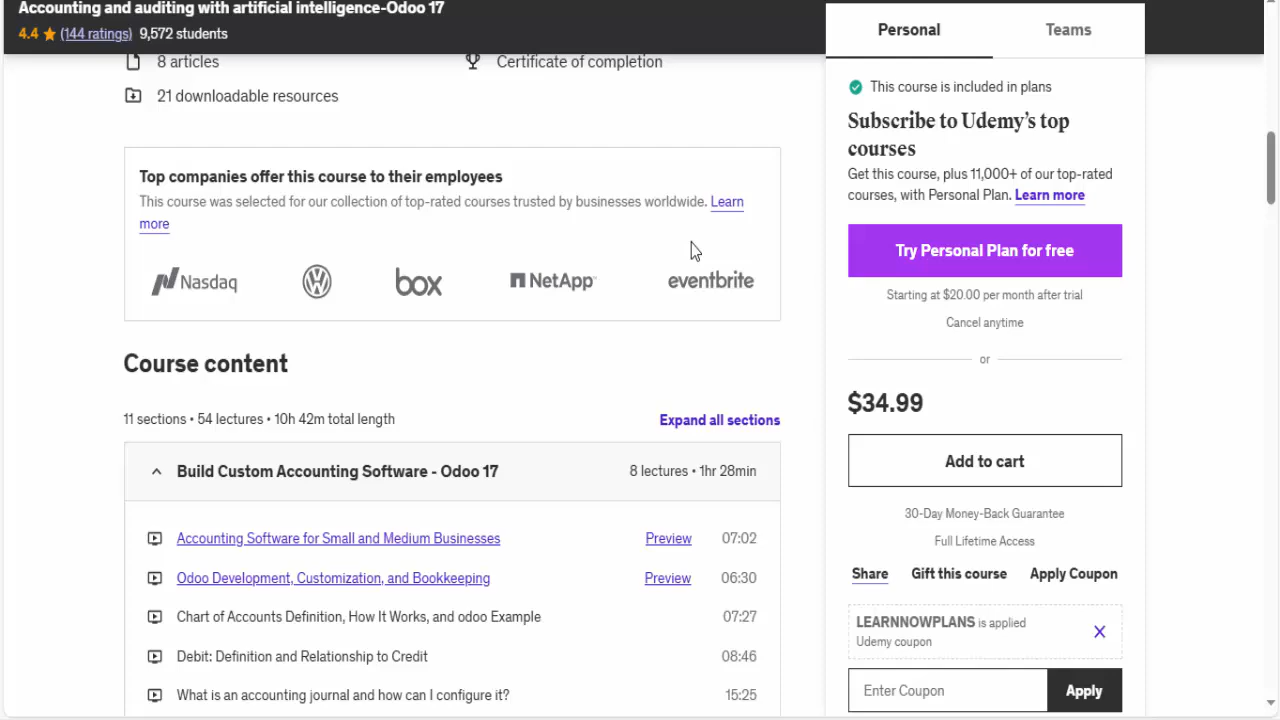 Accounting and auditing with artificial intelligence-Odoo 17
4.4 (144 ratings) 9,572 students
8 articles
Certificate of completion
21 downloadable resources
Top companies offer this course to their employees
This course was selected for our collection of top-rated courses trusted by businesses worldwide. Learn
more
Nasdaq box NetApp eventbrite
Course content
11 sections • 54 lectures • 10h 42m total length
Expand all sections
Build Custom Accounting Software - Odoo 17
8 lectures • 1hr 28min
Accounting Software for Small and Medium Businesses Preview 07:02
Odoo Development, Customization, and Bookkeeping Preview 06:30
Chart of Accounts Definition, How It Works, and odoo Example 07:27
Debit: Definition and Relationship to Credit 08:46
What is an accounting journal and how can I configure it? 15:25
Personal Teams
This course is included in plans
Subscribe to Udemy’s top
courses
Get this course, plus 11,000+ of our top-rated
courses, with Personal Plan. Learn more
Try Personal Plan for free
Starting at $20.00 per month after trial
Cancel anytime
or
$34.99
Add to cart
30-Day Money-Back Guarantee
Full Lifetime Access
Share Gift this course Apply Coupon
LEARNNOWPLANS is applied
Udemy coupon
Enter Coupon Apply